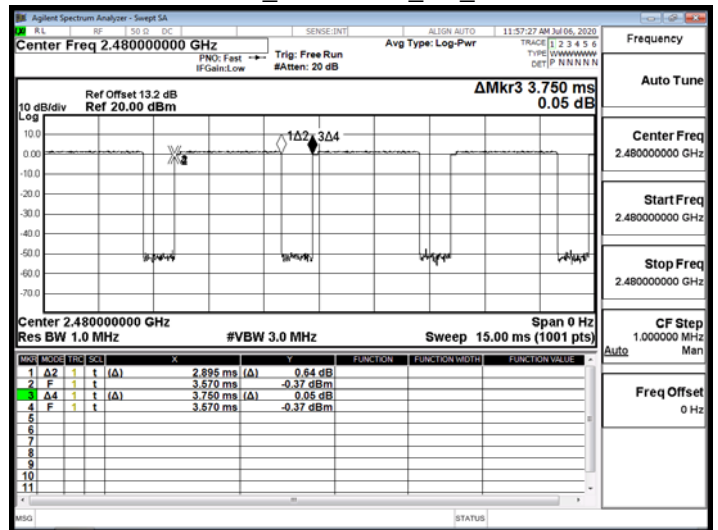 Agilent Spectrum Analyzer - Swept SA
RL RF 50 Ω DC SENSE:INT ALIGN AUTO 11:57:27 AM Jul 06, 2020
Center Freq 2.480000000 GHz
PNO: Fast
IFGain:Low
Trig: Free Run
#Atten: 20 dB
Avg Type: Log-Pwr
TRACE 1 2 3 4 5 6
TYPE WWWWWWW
DET P N N N N N
Frequency
Ref Offset 13.2 dB
10 dB/div Ref 20.00 dBm
Log
ΔMkr3 3.750 ms
0.05 dB
10.0
0.00
-10.0
-20.0
-30.0
-40.0
-50.0
-60.0
-70.0
1Δ2 3Δ4
Center 2.480000000 GHz
Res BW 1.0 MHz
#VBW 3.0 MHz
Span 0 Hz
Sweep 15.00 ms (1001 pts)
MKR MODE TRC SCL X Y FUNCTION FUNCTION WIDTH FUNCTION VALUE
1 Δ2 1 t (Δ) 2.895 ms (Δ) 0.64 dB
2 F 1 t 3.570 ms -0.37 dBm
3 Δ4 1 t (Δ) 3.750 ms (Δ) 0.05 dB
4 F 1 t 3.570 ms -0.37 dBm
5
6
7
8
9
10
11
MSG STATUS
Auto Tune
Center Freq
2.480000000 GHz
Start Freq
2.480000000 GHz
Stop Freq
2.480000000 GHz
CF Step
1.000000 MHz
Auto Man
Freq Offset
0 Hz